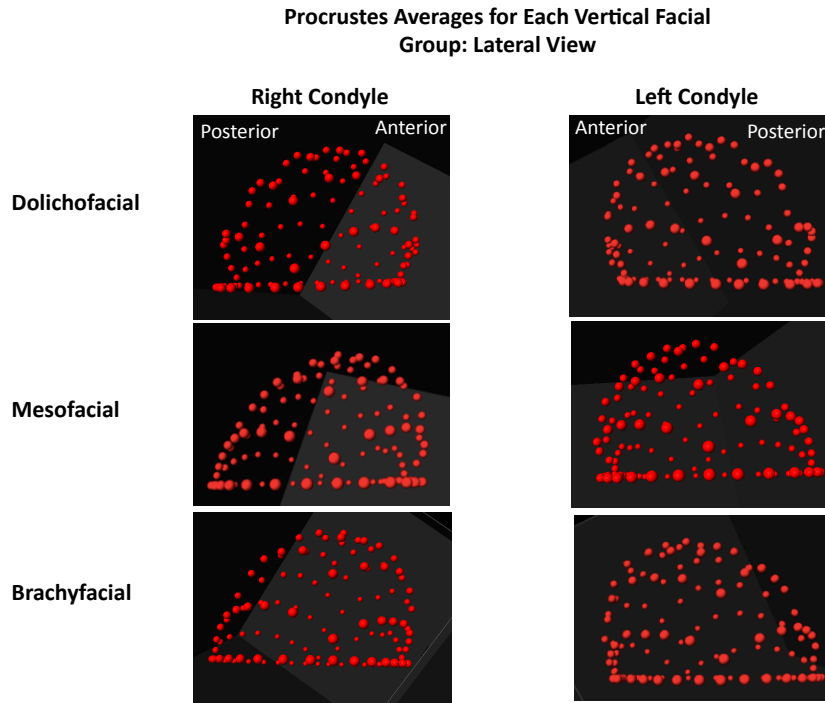 Procrustes Averages for Each Vertical Facial
Group: Lateral View
Right Condyle
Left Condyle
Posterior
Anterior
Anterior
Posterior
Dolichofacial
Mesofacial
Brachyfacial